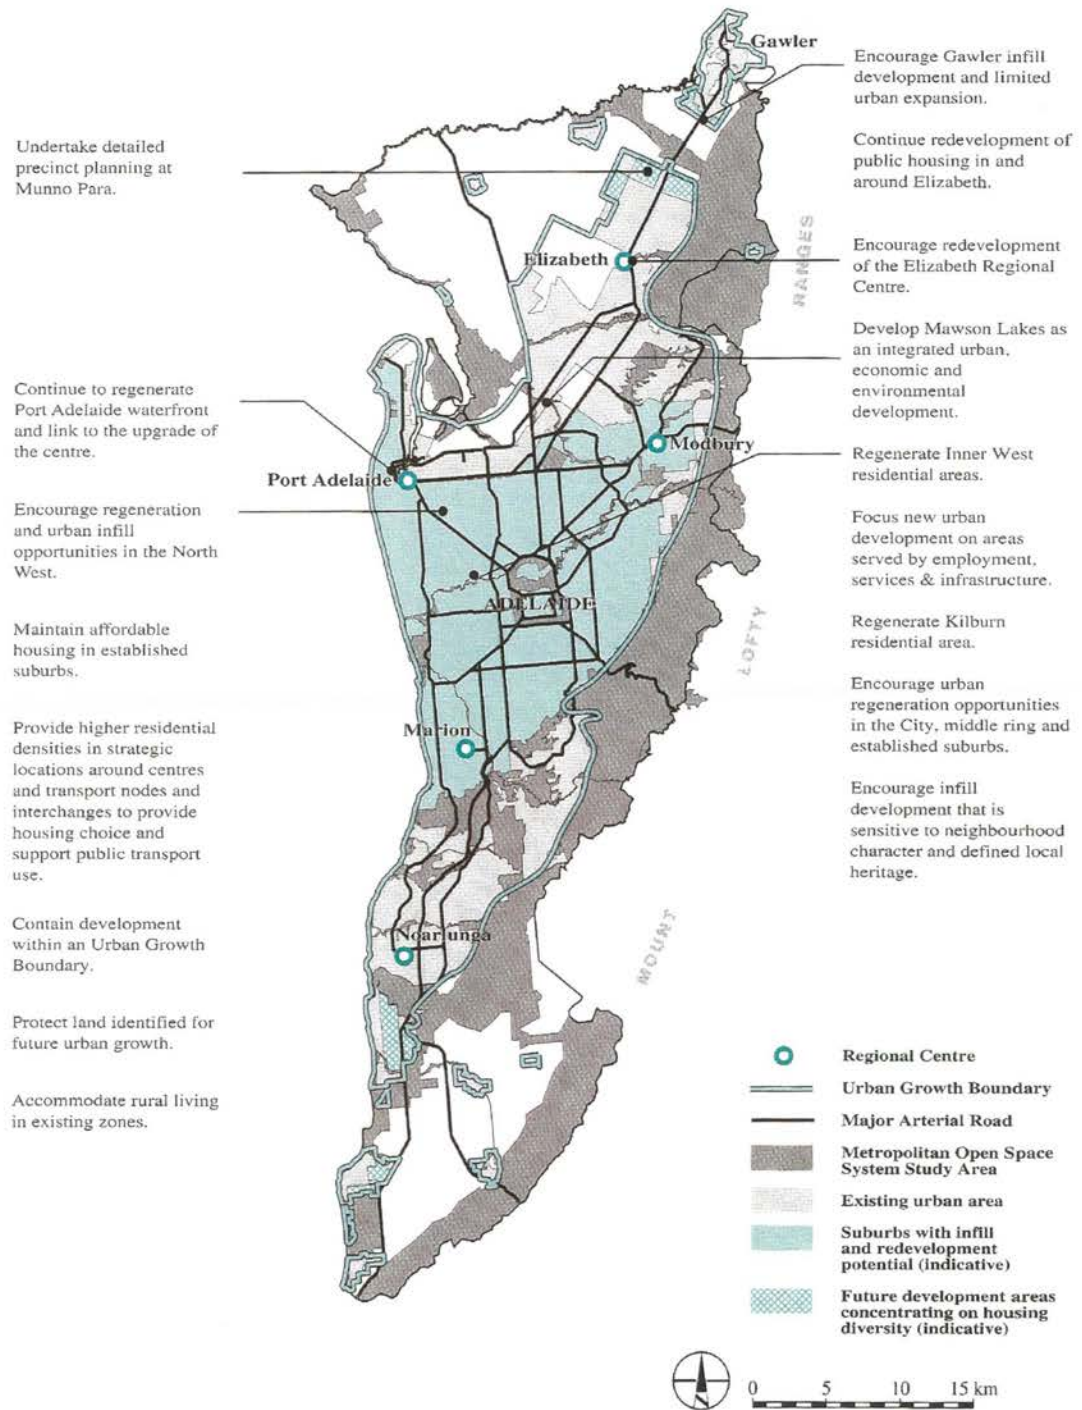 Undertake detailed
precinct planning at
Munno Para.
Continue to regenerate
Port Adelaide waterfront
and link to the upgrade of
the centre.
Encourage regeneration
and urban infill
opportunities in the North
West.
Maintain affordable
housing in established
suburbs.
Provide higher residential
densities in strategic
locations around centres
and transport nodes and
interchanges to provide
housing choice and
support public transport
use.
Contain development
within an Urban Growth
Boundary.
Protect land identified for
future urban growth.
Accommodate rural living
in existing zones.
Gawler
Elizabeth
Modbury
Port Adelaide
ADELAIDE
Marion
Noarlunga
RANGES
LOFTY
MOUNT
Encourage Gawler infill
development and limited
urban expansion.
Continue redevelopment of
public housing in and
around Elizabeth.
Encourage redevelopment
of the Elizabeth Regional
Centre.
Develop Mawson Lakes as
an integrated urban,
economic and
environmental
development.
Regenerate Inner West
residential areas.
Focus new urban
development on areas
served by employment,
services & infrastructure.
Regenerate Kilburn
residential area.
Encourage urban
regeneration opportunities
in the City, middle ring and
established suburbs.
Encourage infill
development that is
sensitive to neighbourhood
character and defined local
heritage.
Regional Centre
Urban Growth Boundary
Major Arterial Road
Metropolitan Open Space
System Study Area
Existing urban area
Suburbs with infill
and redevelopment
potential (indicative)
Future development areas
concentrating on housing
diversity (indicative)
N
0 5 10 15 km